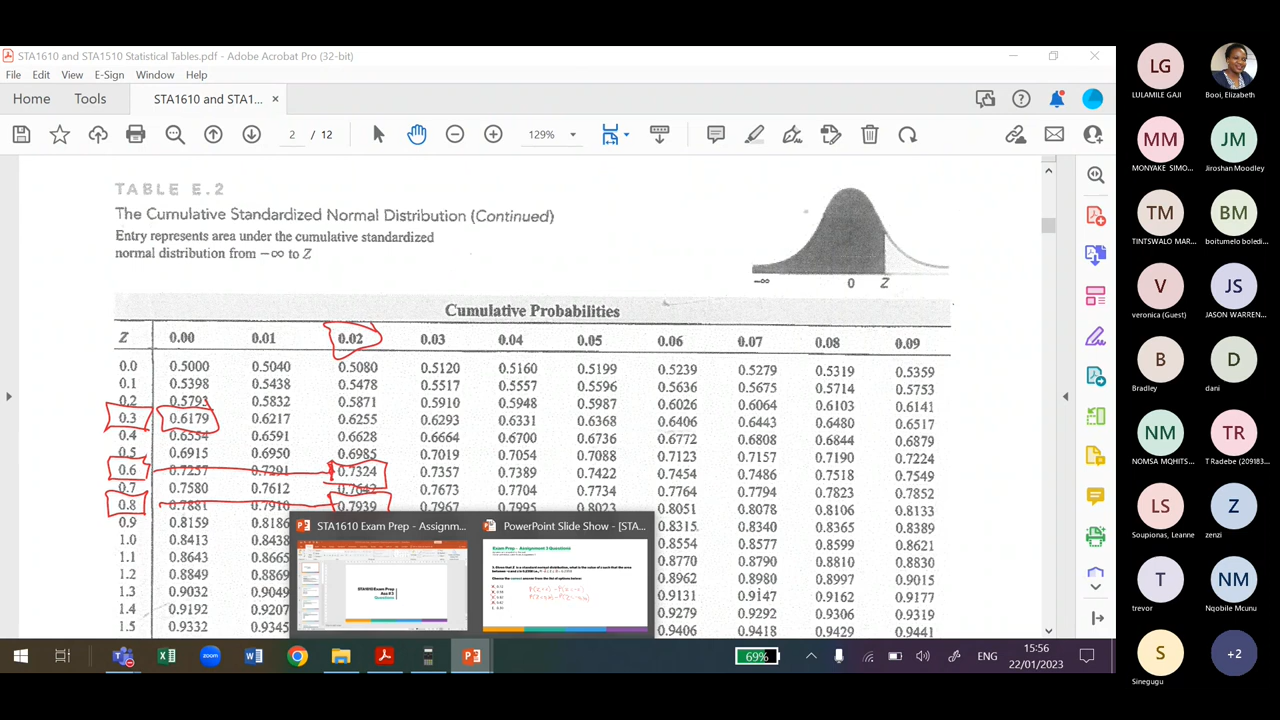 STA1610 and STA1510 Statistical Tables.pdf - Adobe Acrobat Pro (32-bit)
File Edit View E-Sign Window Help
Home Tools STA1610 and STA1... ×
2 / 12 129%
TABLE E.2
The Cumulative Standardized Normal Distribution (Continued)
Entry represents area under the cumulative standardized
normal distribution from −∞ to Z
−∞ 0 Z
Cumulative Probabilities
Z 0.00 0.01 0.02 0.03 0.04 0.05 0.06 0.07 0.08 0.09
0.0 0.5000 0.5040 0.5080 0.5120 0.5160 0.5199 0.5239 0.5279 0.5319 0.5359
0.1 0.5398 0.5438 0.5478 0.5517 0.5557 0.5596 0.5636 0.5675 0.5714 0.5753
0.2 0.5793 0.5832 0.5871 0.5910 0.5948 0.5987 0.6026 0.6064 0.6103 0.6141
0.3 0.6179 0.6217 0.6255 0.6293 0.6331 0.6368 0.6406 0.6443 0.6480 0.6517
0.4 0.6554 0.6591 0.6628 0.6664 0.6700 0.6736 0.6772 0.6808 0.6844 0.6879
0.5 0.6915 0.6950 0.6985 0.7019 0.7054 0.7088 0.7123 0.7157 0.7190 0.7224
0.6 0.7257 0.7291 0.7324 0.7357 0.7389 0.7422 0.7454 0.7486 0.7518 0.7549
0.7 0.7580 0.7612 0.7642 0.7673 0.7704 0.7734 0.7764 0.7794 0.7823 0.7852
0.8 0.7881 0.7910 0.7939 0.7967 0.7995 0.8023 0.8051 0.8078 0.8106 0.8133
0.9 0.8159 0.8186 0.8315 0.8340 0.8365 0.8389
1.0 0.8413 0.8438 0.8554 0.8577 0.8599 0.8621
1.1 0.8643 0.8665 0.8770 0.8790 0.8810 0.8830
1.2 0.8849 0.8869 0.8962 0.8980 0.8997 0.9015
1.3 0.9032 0.9049 0.9131 0.9147 0.9162 0.9177
1.4 0.9192 0.9207 0.9279 0.9292 0.9306 0.9319
1.5 0.9332 0.9345 0.9406 0.9418 0.9429 0.9441
STA1610 Exam Prep - Assignm...
PowerPoint Slide Show - [STA...
STA1610 Exam Prep
Questions
Exam Prep - Assignment 3 Questions
Choose the correct answer from the list of options below:
69%
ENG
15:56
22/01/2023
LG
LULAMILE GAJI
Booi, Elizabeth
MM
MONYAKE SIMO...
JM
Jiroshan Moodley
TM
TINTSWALO MAR...
BM
boitumelo boledi...
V
veronica (Guest)
JS
JASON WARREN...
B
Bradley
D
dani
NM
NOMSA MQHITS...
TR
T Radebe (209183...
LS
Soupionas, Leanne
Z
zenzi
T
trevor
NM
Nqobile Mcunu
S
Sinegugu
+2